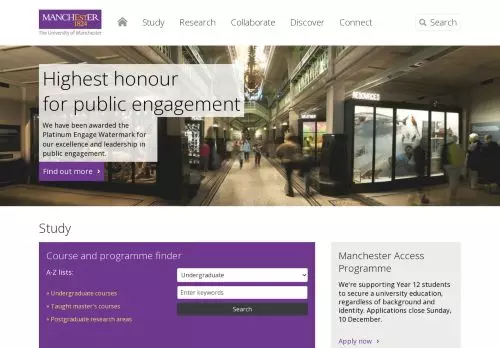 MANCHESTER
1824
The University of Manchester
Study
Research
Collaborate
Discover
Connect
Search
Highest honour
for public engagement
We have been awarded the
Platinum Engage Watermark for
our excellence and leadership in
public engagement.
Find out more ›
Study
Course and programme finder
A-Z lists:
» Undergraduate courses
» Taught master's courses
» Postgraduate research areas
Undergraduate
Enter keywords
Search
Manchester Access
Programme
We're supporting Year 12 students
to secure a university education,
regardless of background and
identity. Applications close Sunday,
10 December.
Apply now ›